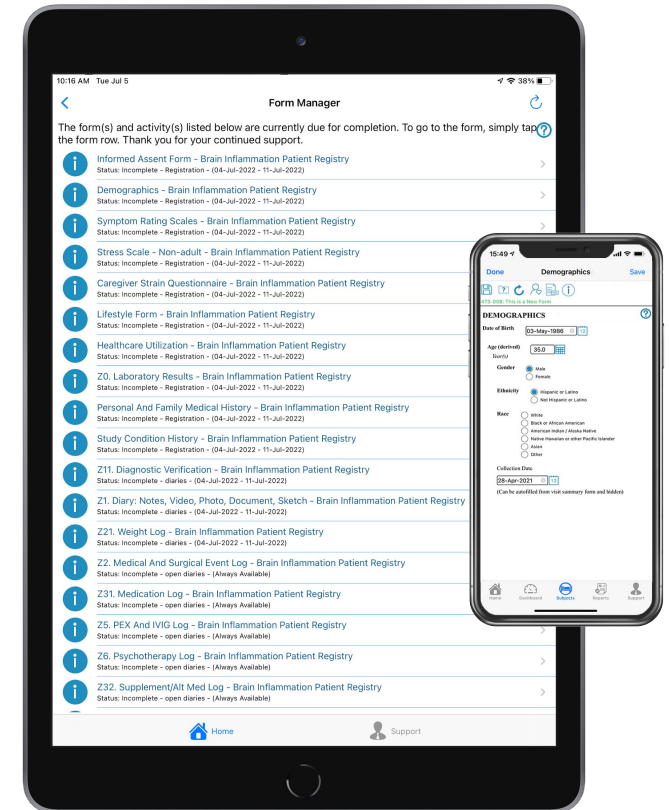 10:16 AM Tue Jul 5
38%
Form Manager
The form(s) and activity(s) listed below are currently due for completion. To go to the form, simply tap
the form row. Thank you for your continued support.
Informed Assent Form - Brain Inflammation Patient Registry
Status: Incomplete - Registration - (04-Jul-2022 - 11-Jul-2022)
Demographics - Brain Inflammation Patient Registry
Status: Incomplete - Registration - (04-Jul-2022 - 11-Jul-2022)
Symptom Rating Scales - Brain Inflammation Patient Registry
Status: Incomplete - Registration - (04-Jul-2022 - 11-Jul-2022)
Stress Scale - Non-adult - Brain Inflammation Patient Registry
Status: Incomplete - Registration - (04-Jul-2022 - 11-Jul-2022)
Caregiver Strain Questionnaire - Brain Inflammation Patient Registry
Status: Incomplete - Registration - (04-Jul-2022 - 11-Jul-2022)
Lifestyle Form - Brain Inflammation Patient Registry
Status: Incomplete - Registration - (04-Jul-2022 - 11-Jul-2022)
Healthcare Utilization - Brain Inflammation Patient Registry
Status: Incomplete - Registration - (04-Jul-2022 - 11-Jul-2022)
Z0. Laboratory Results - Brain Inflammation Patient Registry
Status: Incomplete - Registration - (04-Jul-2022 - 11-Jul-2022)
Personal And Family Medical History - Brain Inflammation Patient Registry
Status: Incomplete - Registration - (04-Jul-2022 - 11-Jul-2022)
Study Condition History - Brain Inflammation Patient Registry
Status: Incomplete - Registration - (04-Jul-2022 - 11-Jul-2022)
Z11. Diagnostic Verification - Brain Inflammation Patient Registry
Status: Incomplete - diaries - (04-Jul-2022 - 11-Jul-2022)
Z1. Diary: Notes, Video, Photo, Document, Sketch - Brain Inflammation Patient Registry
Status: Incomplete - diaries - (04-Jul-2022 - 11-Jul-2022)
Z21. Weight Log - Brain Inflammation Patient Registry
Status: Incomplete - diaries - (04-Jul-2022 - 11-Jul-2022)
Z2. Medical And Surgical Event Log - Brain Inflammation Patient Registry
Status: Incomplete - open diaries - (Always Available)
Z31. Medication Log - Brain Inflammation Patient Registry
Status: Incomplete - open diaries - (Always Available)
Z5. PEX And IVIG Log - Brain Inflammation Patient Registry
Status: Incomplete - open diaries - (Always Available)
Z6. Psychotherapy Log - Brain Inflammation Patient Registry
Status: Incomplete - open diaries - (Always Available)
Z32. Supplement/Alt Med Log - Brain Inflammation Patient Registry
Status: Incomplete - open diaries - (Always Available)
Home
Support
15:49
Done Demographics Save
473-008: This is a New Form
DEMOGRAPHICS
Date of Birth 03-May-1986 12
Age (derived) 35.0
Year(s)
Gender Male
Female
Ethnicity Hispanic or Latino
Not Hispanic or Latino
Race White
Black or African American
American Indian / Alaska Native
Native Hawaiian or other Pacific Islander
Asian
Other
Collection Date
28-Apr-2021 12
(Can be autofilled from visit summary form and hidden)
Home Dashboard Subjects Reports Support